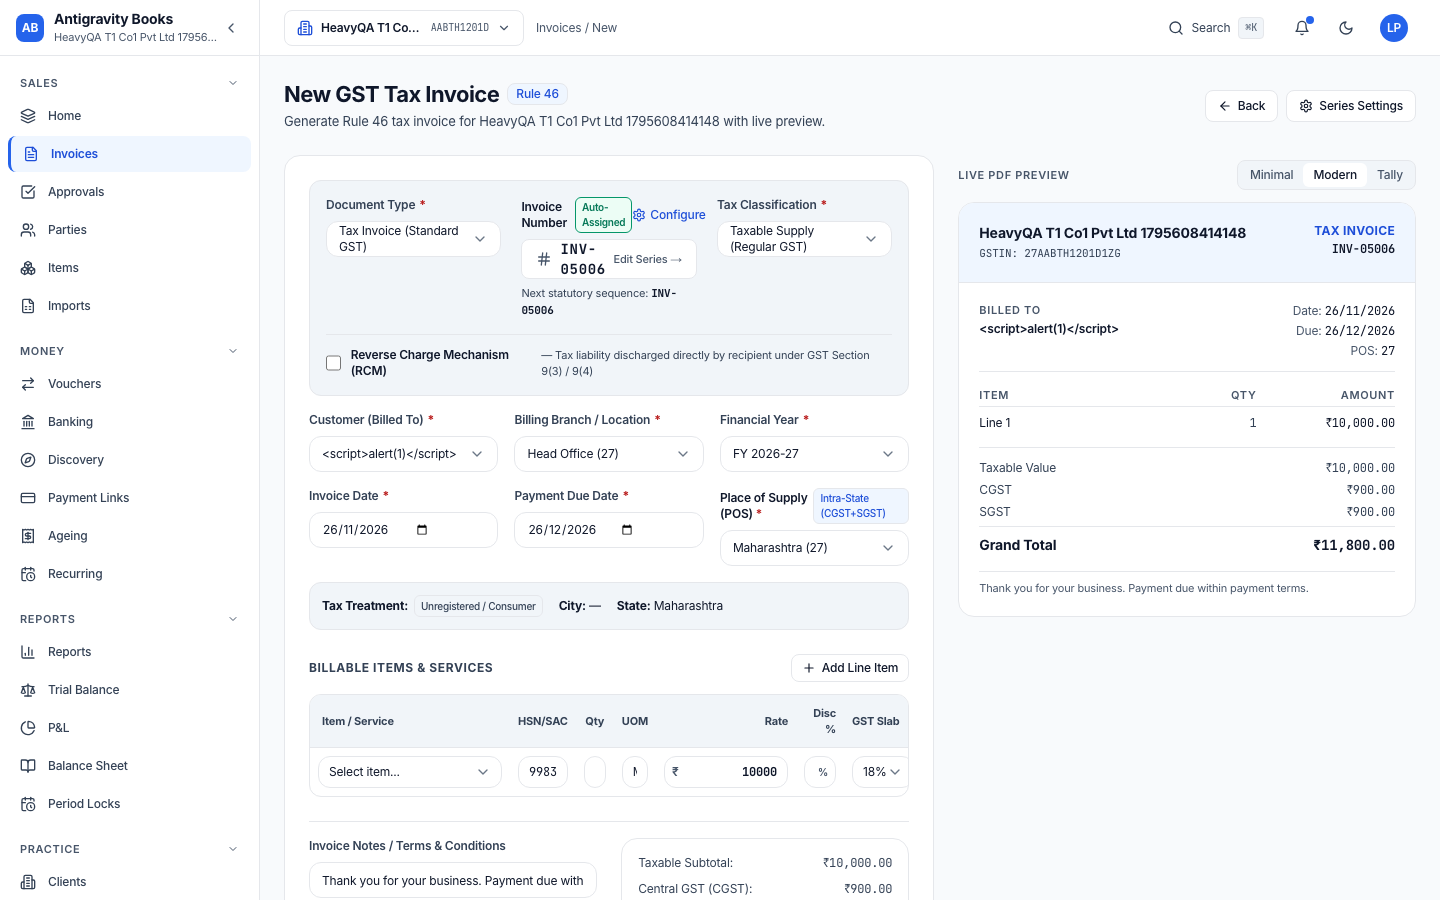 AB
Antigravity Books
HeavyQA T1 Co1 Pvt Ltd 17956...
HeavyQA T1 Co...
AABTH1201D
Invoices / New
Search
⌘K
LP
SALES
Home
Invoices
Approvals
Parties
Items
Imports
MONEY
Vouchers
Banking
Discovery
Payment Links
Ageing
Recurring
REPORTS
Reports
Trial Balance
P&L
Balance Sheet
Period Locks
PRACTICE
Clients
New GST Tax Invoice
Rule 46
Generate Rule 46 tax invoice for HeavyQA T1 Co1 Pvt Ltd 1795608414148 with live preview.
Back
Series Settings
Document Type *
Tax Invoice (Standard
GST)
Invoice
Number
Auto-
Assigned
Configure
# INV-
05006
Edit Series →
Next statutory sequence: INV-
05006
Tax Classification *
Taxable Supply
(Regular GST)
Reverse Charge Mechanism
(RCM)
— Tax liability discharged directly by recipient under GST Section
9(3) / 9(4)
Customer (Billed To) *
<script>alert(1)</script>
Billing Branch / Location *
Head Office (27)
Financial Year *
FY 2026-27
Invoice Date *
26/11/2026
Payment Due Date *
26/12/2026
Place of Supply
(POS) *
Intra-State
(CGST+SGST)
Maharashtra (27)
Tax Treatment: Unregistered / Consumer City: — State: Maharashtra
BILLABLE ITEMS & SERVICES
+ Add Line Item
Item / Service HSN/SAC Qty UOM Rate Disc % GST Slab
Select item... 9983 ₹ 10000 % 18%
Invoice Notes / Terms & Conditions
Thank you for your business. Payment due with
Taxable Subtotal: ₹10,000.00
Central GST (CGST): ₹900.00
LIVE PDF PREVIEW
Minimal Modern Tally
HeavyQA T1 Co1 Pvt Ltd 1795608414148
GSTIN: 27AABTH1201D1ZG
TAX INVOICE
INV-05006
BILLED TO
<script>alert(1)</script>
Date: 26/11/2026
Due: 26/12/2026
POS: 27
ITEM QTY AMOUNT
Line 1 1 ₹10,000.00
Taxable Value ₹10,000.00
CGST ₹900.00
SGST ₹900.00
Grand Total ₹11,800.00
Thank you for your business. Payment due within payment terms.